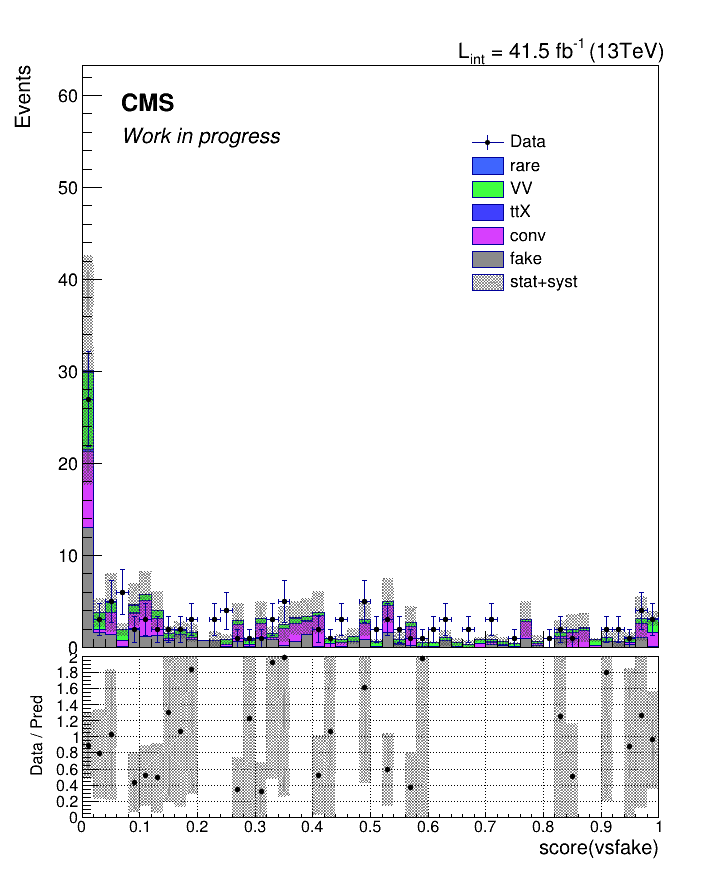 L_int = 41.5 fb^-1 (13TeV)
Events
CMS
Work in progress
Data
rare
VV
ttX
conv
fake
stat+syst
60
50
40
30
20
10
0
Data / Pred
2
1.8
1.6
1.4
1.2
1
0.8
0.6
0.4
0.2
0
0 0.1 0.2 0.3 0.4 0.5 0.6 0.7 0.8 0.9 1
score(vsfake)